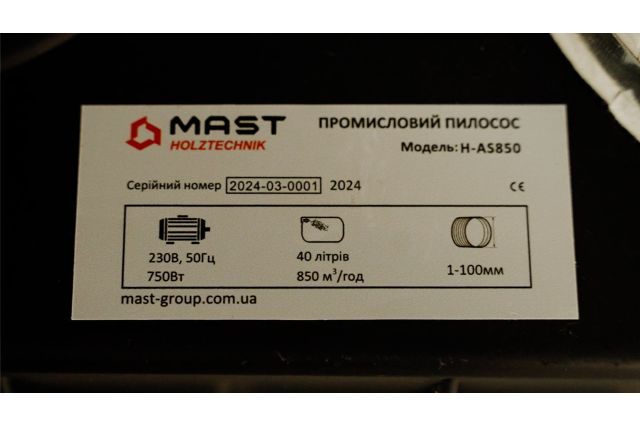 MAST
HOLZTECHNIK
ПРОМИСЛОВИЙ ПИЛОСОС
Модель: H-AS850
Серійний номер 2024-03-0001 2024
CE
230В, 50Гц
750Вт
40 літрів
850 м³/год
1-100мм
mast-group.com.ua